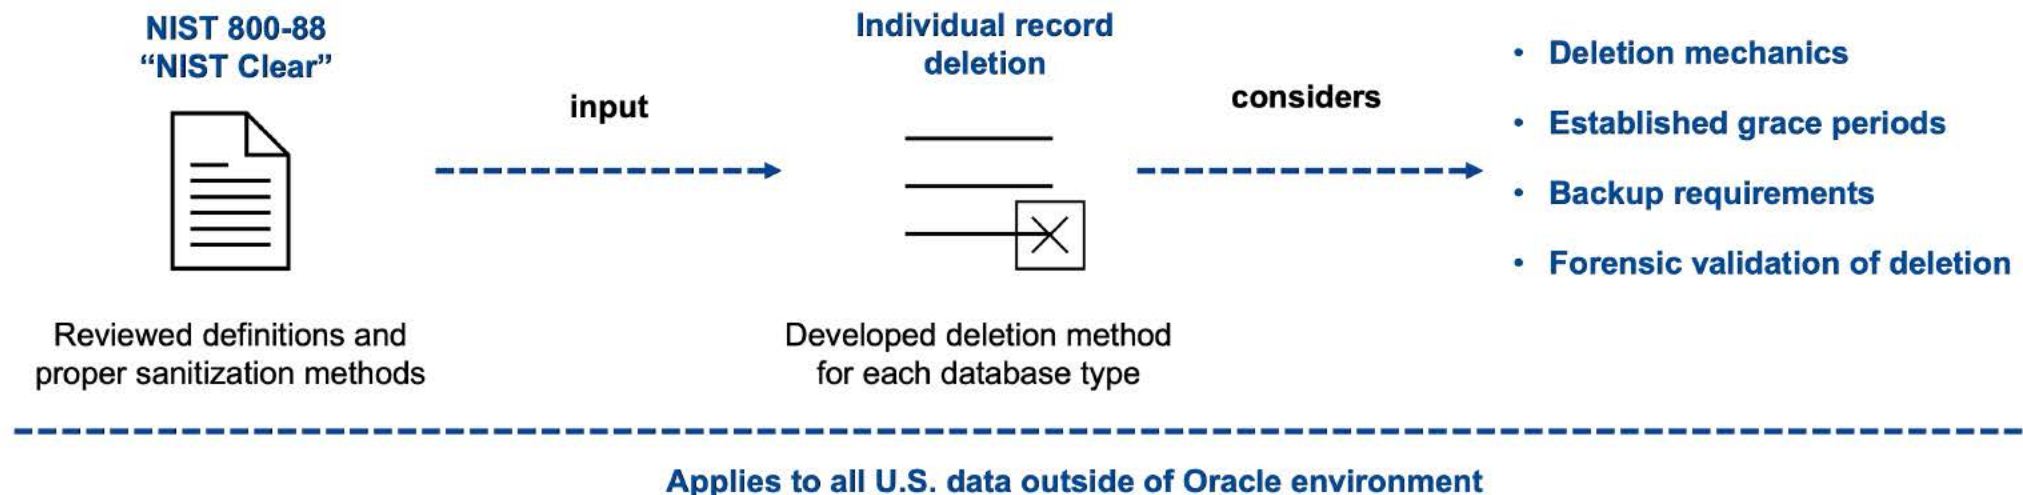 NIST 800-88
“NIST Clear”
Reviewed definitions and
proper sanitization methods
input
Individual record
deletion
Developed deletion method
for each database type
considers
• Deletion mechanics
• Established grace periods
• Backup requirements
• Forensic validation of deletion
Applies to all U.S. data outside of Oracle environment